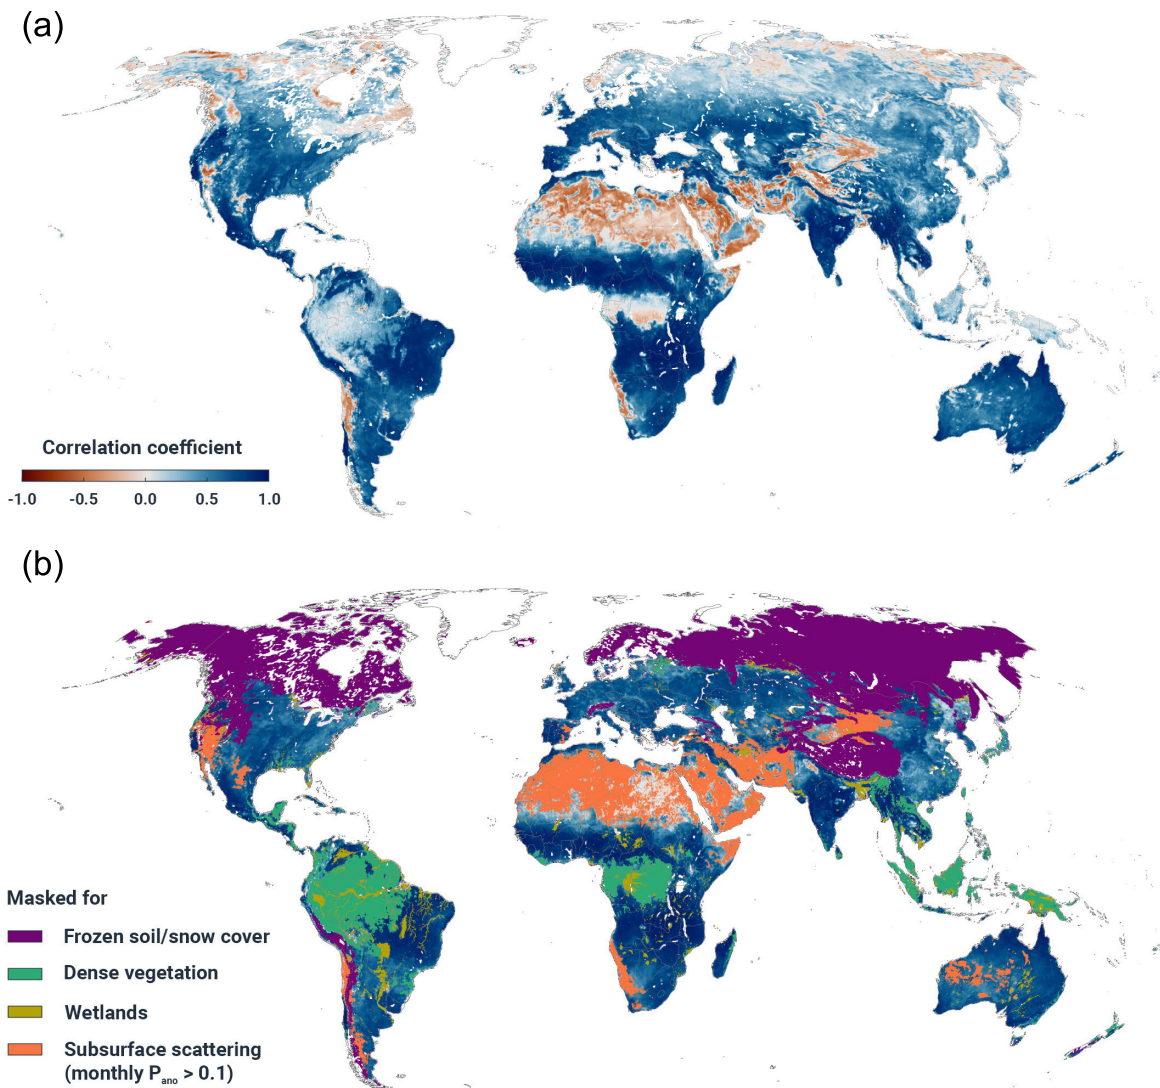 (a)
Correlation coefficient
-1.0 -0.5 0.0 0.5 1.0
(b)
Masked for
Frozen soil/snow cover
Dense vegetation
Wetlands
Subsurface scattering
(monthly Pano > 0.1)